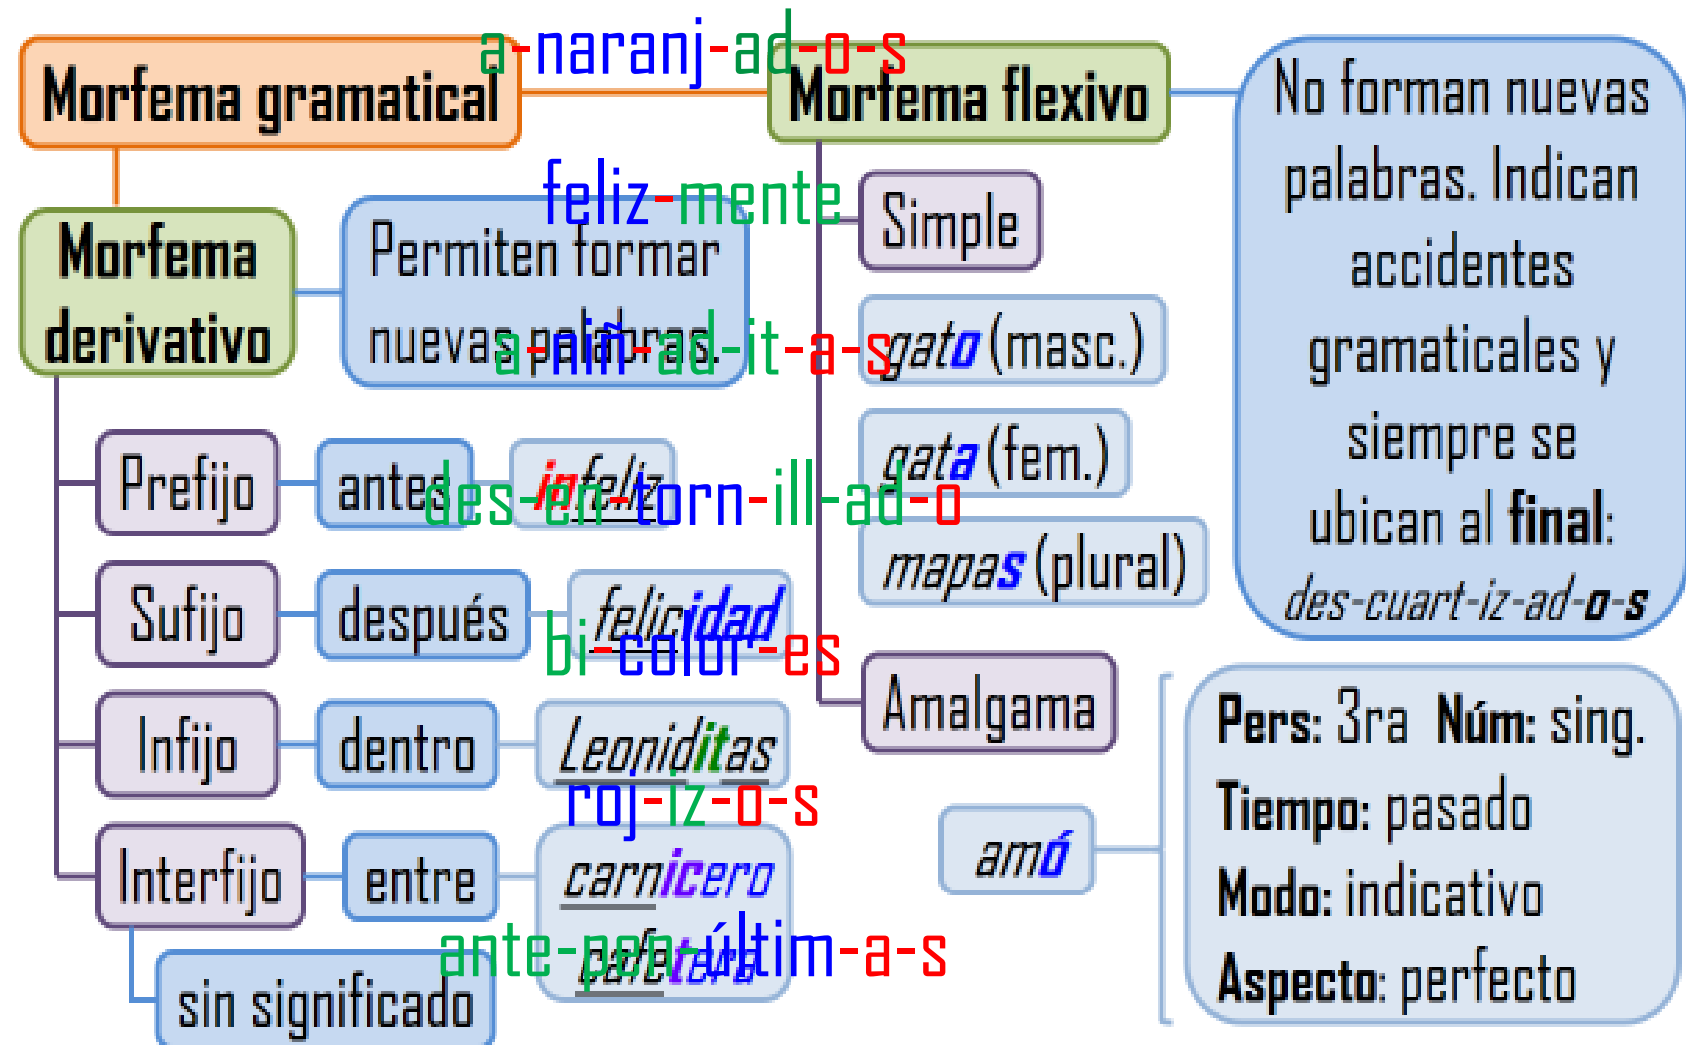 a-naranj-ad-o-s
Morfema gramatical
Morfema flexivo
No forman nuevas
palabras. Indican
accidentes
gramaticales y
siempre se
ubican al final:
des-cuart-iz-ad-o-s
feliz-mente
Simple
Morfema
derivativo
Permiten formar
nuevas palabras.
a-niñ-ad-it-a-s
gato (masc.)
gata (fem.)
mapas (plural)
Prefijo
antes
infeliz
des-en-torn-ill-ad-o
Sufijo
después
felicidad
bi-color-es
Infijo
dentro
Leoniditas
roj-iz-o-s
Interfijo
entre
carnicero
cafetera
ante-pen-últim-a-s
sin significado
Amalgama
amó
Pers: 3ra Núm: sing.
Tiempo: pasado
Modo: indicativo
Aspecto: perfecto